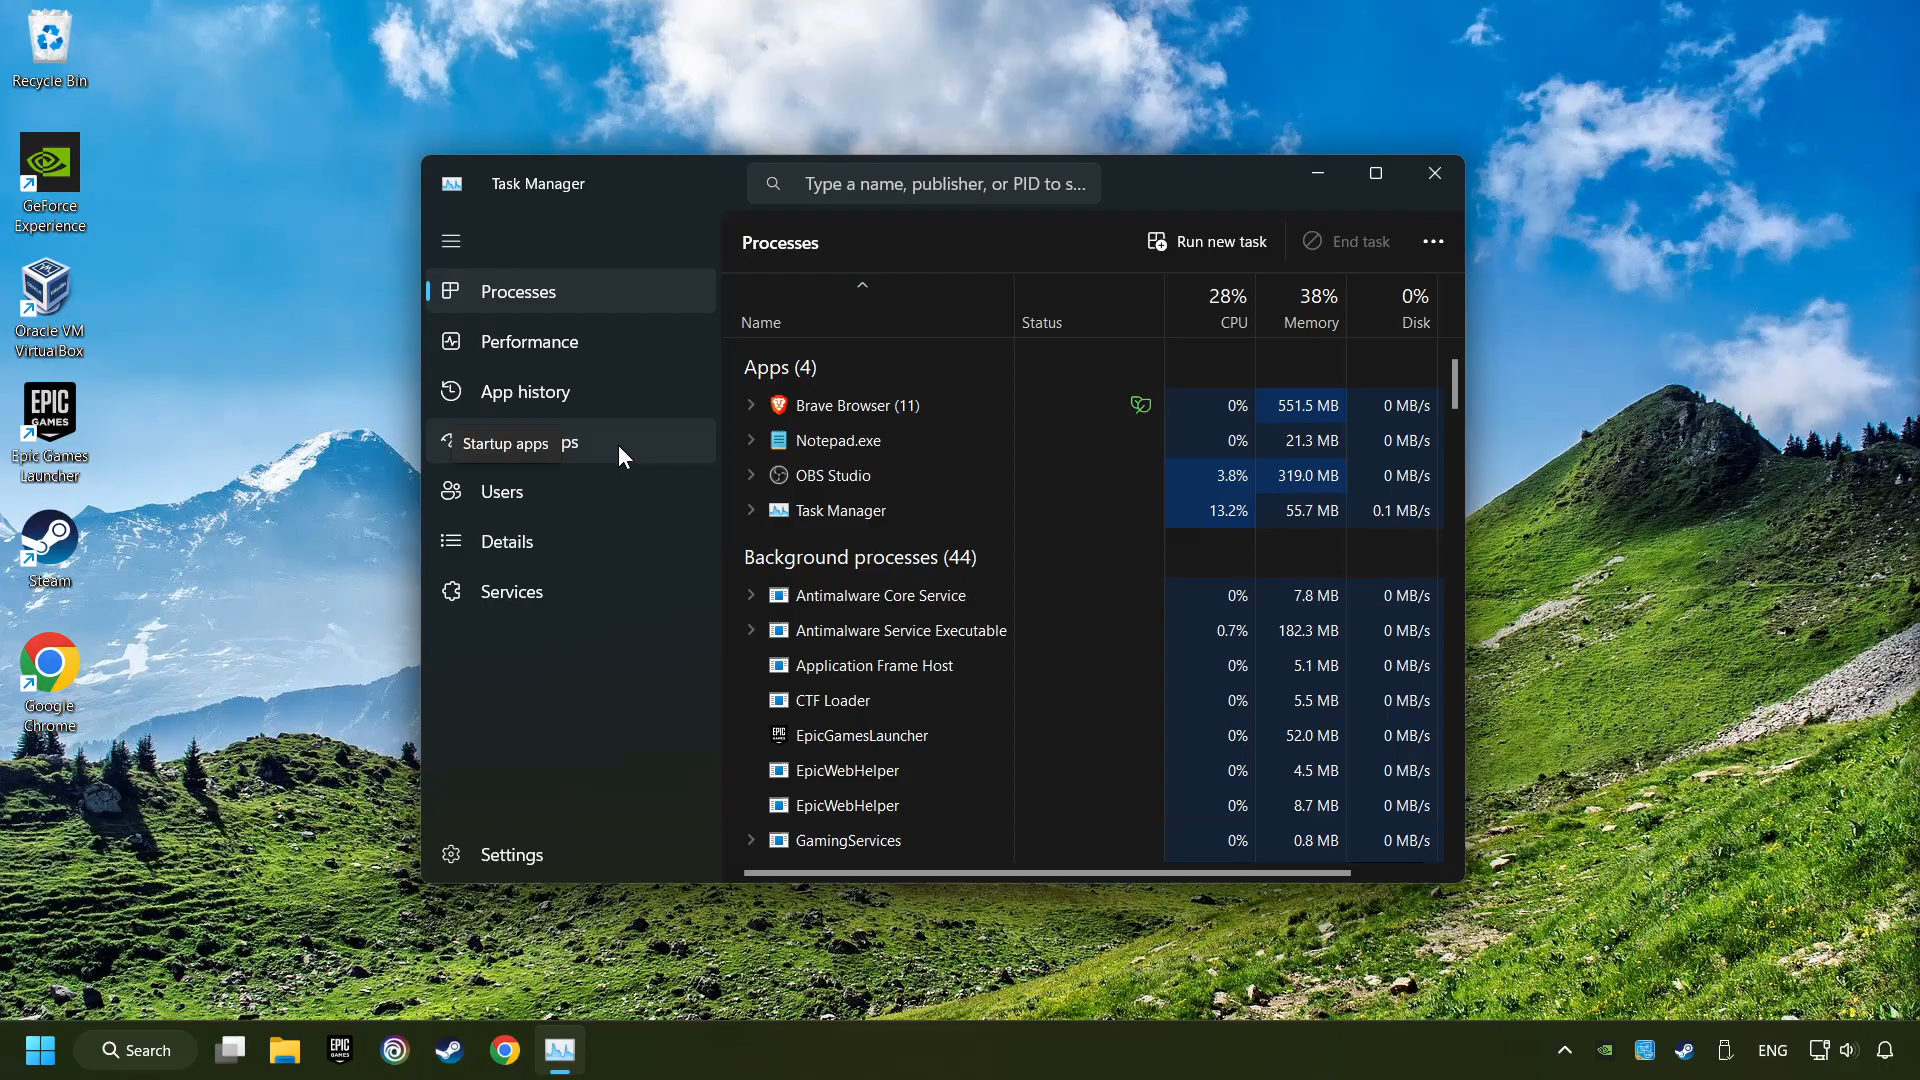 Recycle Bin
GeForce
Experience
Oracle VM
VirtualBox
EPIC
GAMES
Epic Games
Launcher
Steam
Google
Chrome
Task Manager
Type a name, publisher, or PID to s...
Processes
Performance
App history
Startup apps
ps
Users
Details
Services
Settings
Processes
Run new task
End task
Name
Status
28%
CPU
38%
Memory
0%
Disk
Apps (4)
Brave Browser (11) 0% 551.5 MB 0 MB/s
Notepad.exe 0% 21.3 MB 0 MB/s
OBS Studio 3.8% 319.0 MB 0 MB/s
Task Manager 13.2% 55.7 MB 0.1 MB/s
Background processes (44)
Antimalware Core Service 0% 7.8 MB 0 MB/s
Antimalware Service Executable 0.7% 182.3 MB 0 MB/s
Application Frame Host 0% 5.1 MB 0 MB/s
CTF Loader 0% 5.5 MB 0 MB/s
EpicGamesLauncher 0% 52.0 MB 0 MB/s
EpicWebHelper 0% 4.5 MB 0 MB/s
EpicWebHelper 0% 8.7 MB 0 MB/s
GamingServices 0% 0.8 MB 0 MB/s
Search
EPIC
GAMES
ENG